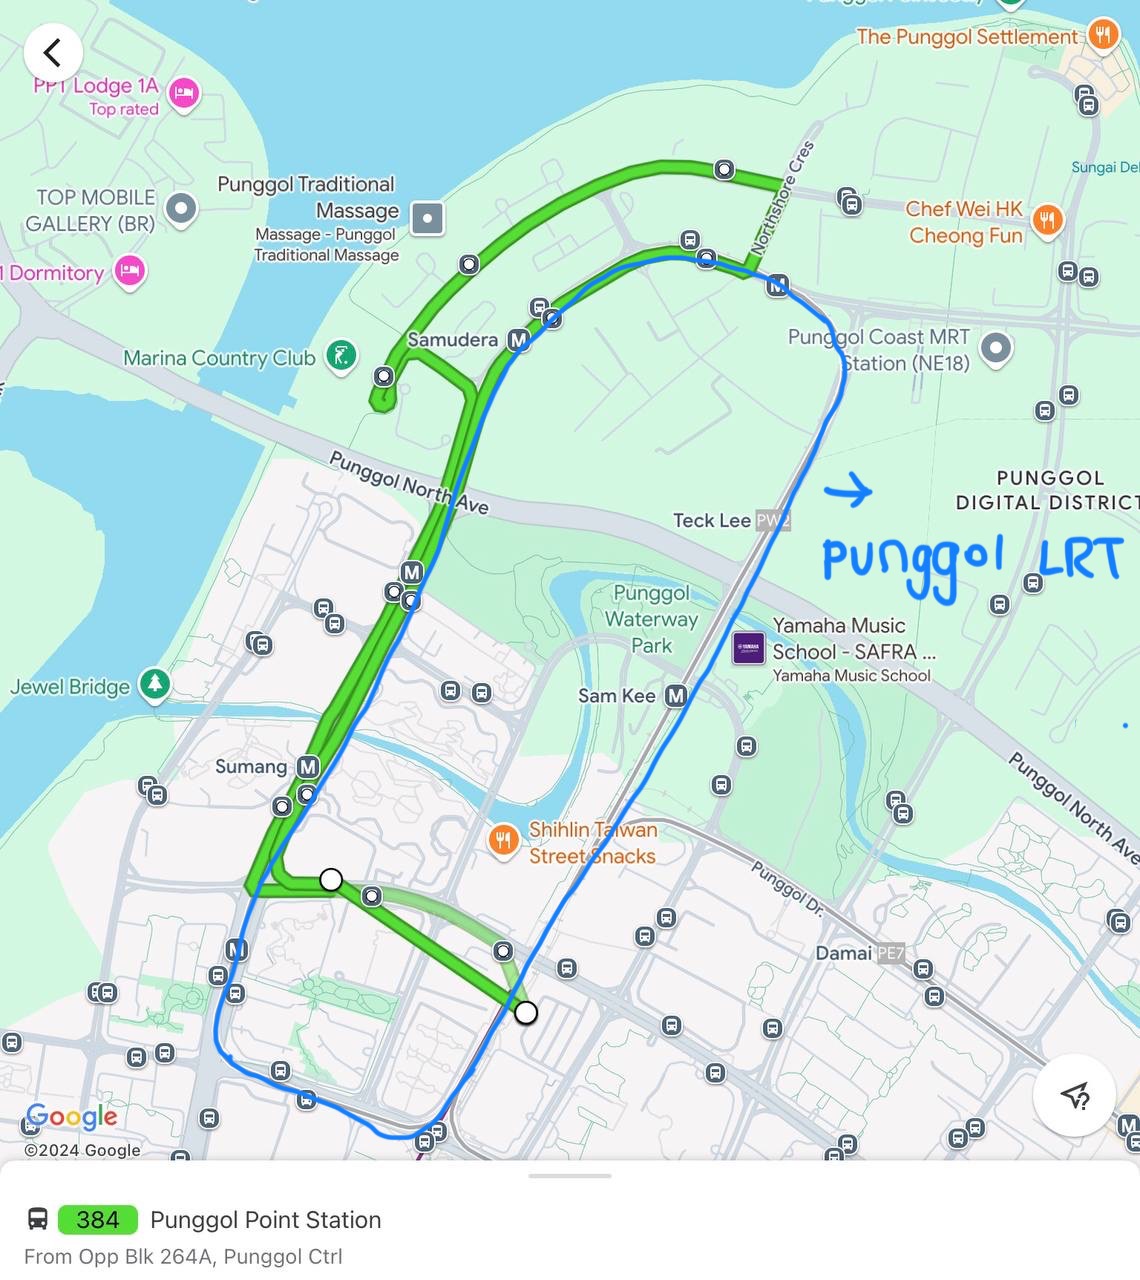 The Punggol Settlement
PPT Lodge 1A
Top rated
Northshore Cres
Sungai Del
Punggol Traditional
Massage
Massage - Punggol
Traditional Massage
TOP MOBILE
GALLERY (BR)
Chef Wei HK
Cheong Fun
1 Dormitory
Samudera
M
M
Punggol Coast MRT
Station (NE18)
Marina Country Club
Punggol North Ave
PUNGGOL
DIGITAL DISTRICT
Teck Lee PW2
→
punggol LRT
M
Punggol
Waterway
Park
Yamaha Music
School - SAFRA ...
Yamaha Music School
Jewel Bridge
Sam Kee M
Sumang M
Punggol North Ave
Shihlin Taiwan
Street Snacks
Punggol Dr.
M
Damai PE7
Google
©2024 Google
M
384 Punggol Point Station
From Opp Blk 264A, Punggol Ctrl